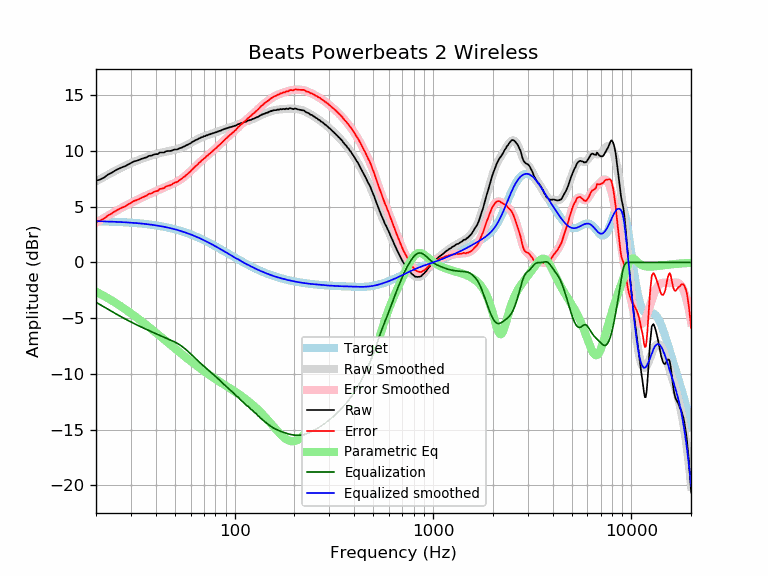 Beats Powerbeats 2 Wireless
Amplitude (dBr)
15
10
5
0
−5
−10
−15
−20
Target
Raw Smoothed
Error Smoothed
Raw
Error
Parametric Eq
Equalization
Equalized smoothed
100
1000
10000
Frequency (Hz)